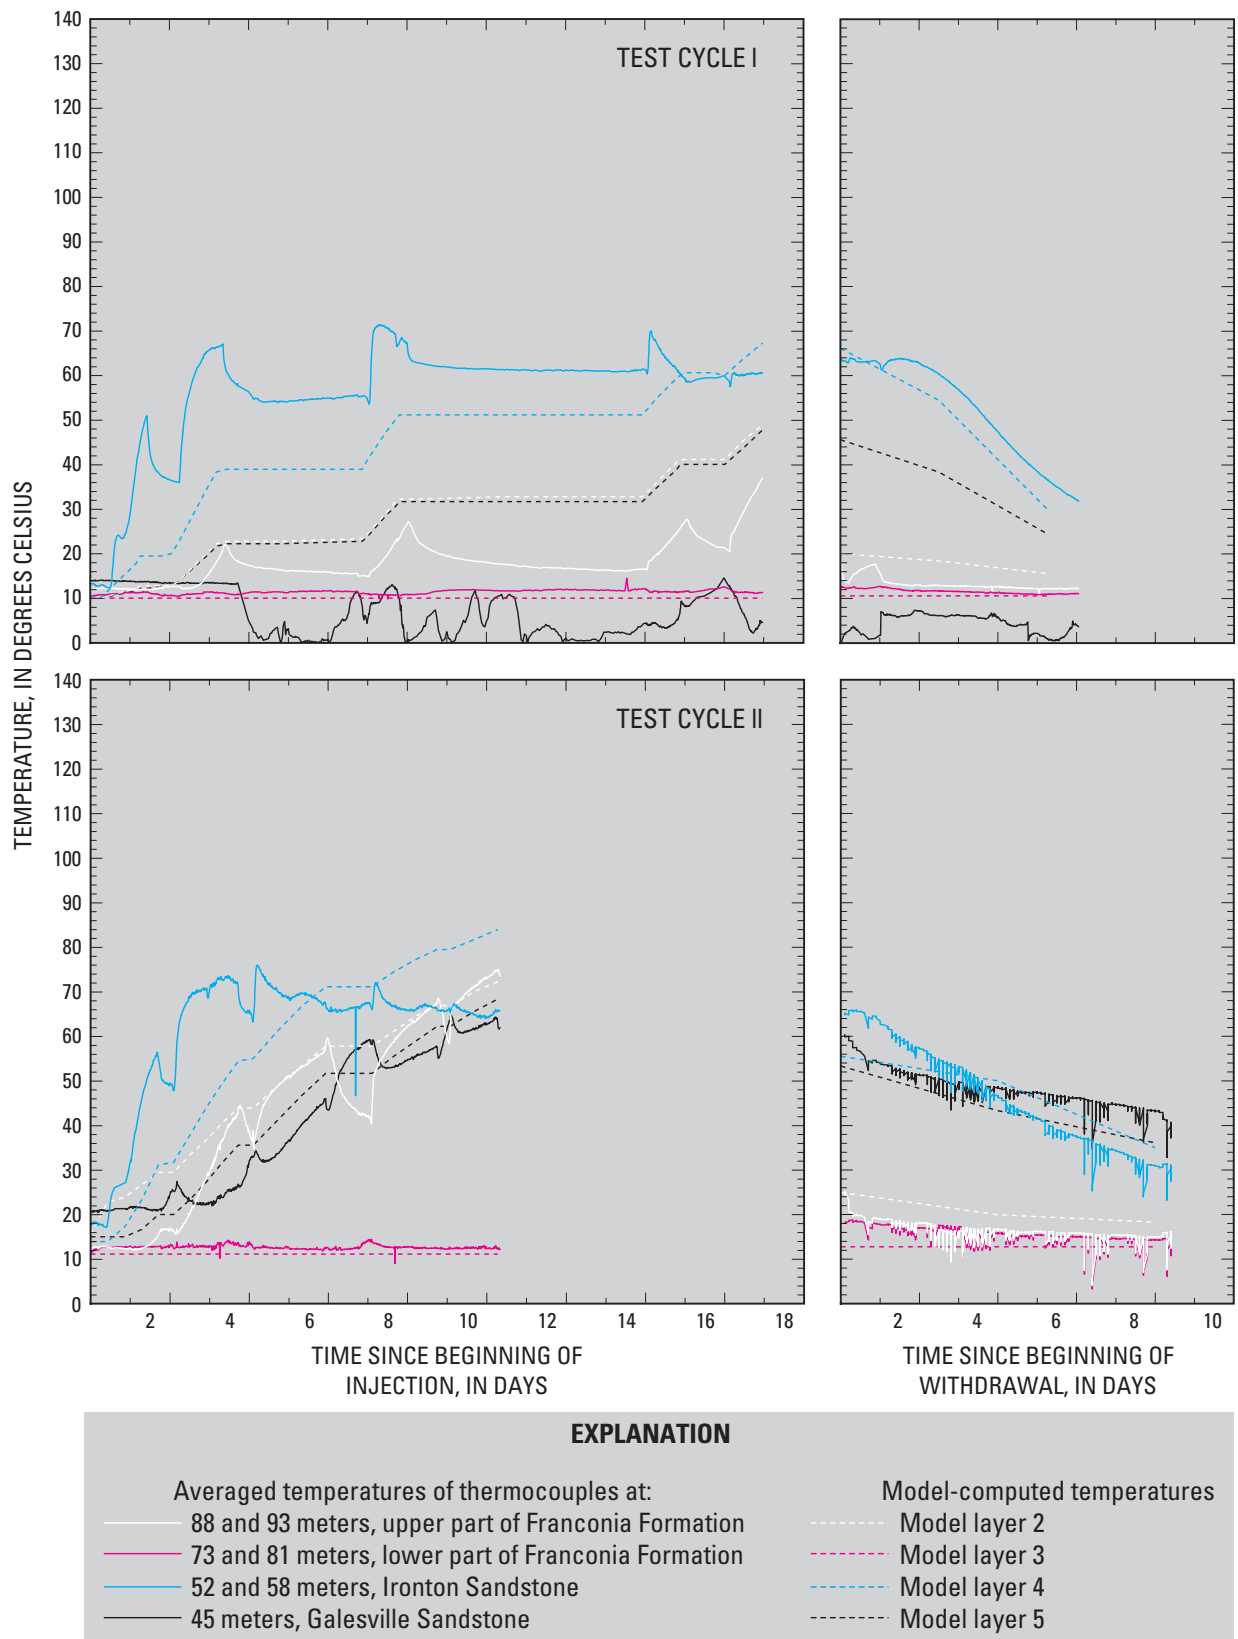 TEST CYCLE I
140
130
120
110
100
90
80
70
60
50
40
30
20
10
0
TEMPERATURE, IN DEGREES CELSIUS
TEST CYCLE II
140
130
120
110
100
90
80
70
60
50
40
30
20
10
0
2 4 6 8 10 12 14 16 18
2 4 6 8 10
TIME SINCE BEGINNING OF
INJECTION, IN DAYS
TIME SINCE BEGINNING OF
WITHDRAWAL, IN DAYS
EXPLANATION
Averaged temperatures of thermocouples at:
88 and 93 meters, upper part of Franconia Formation
73 and 81 meters, lower part of Franconia Formation
52 and 58 meters, Ironton Sandstone
45 meters, Galesville Sandstone
Model-computed temperatures
Model layer 2
Model layer 3
Model layer 4
Model layer 5